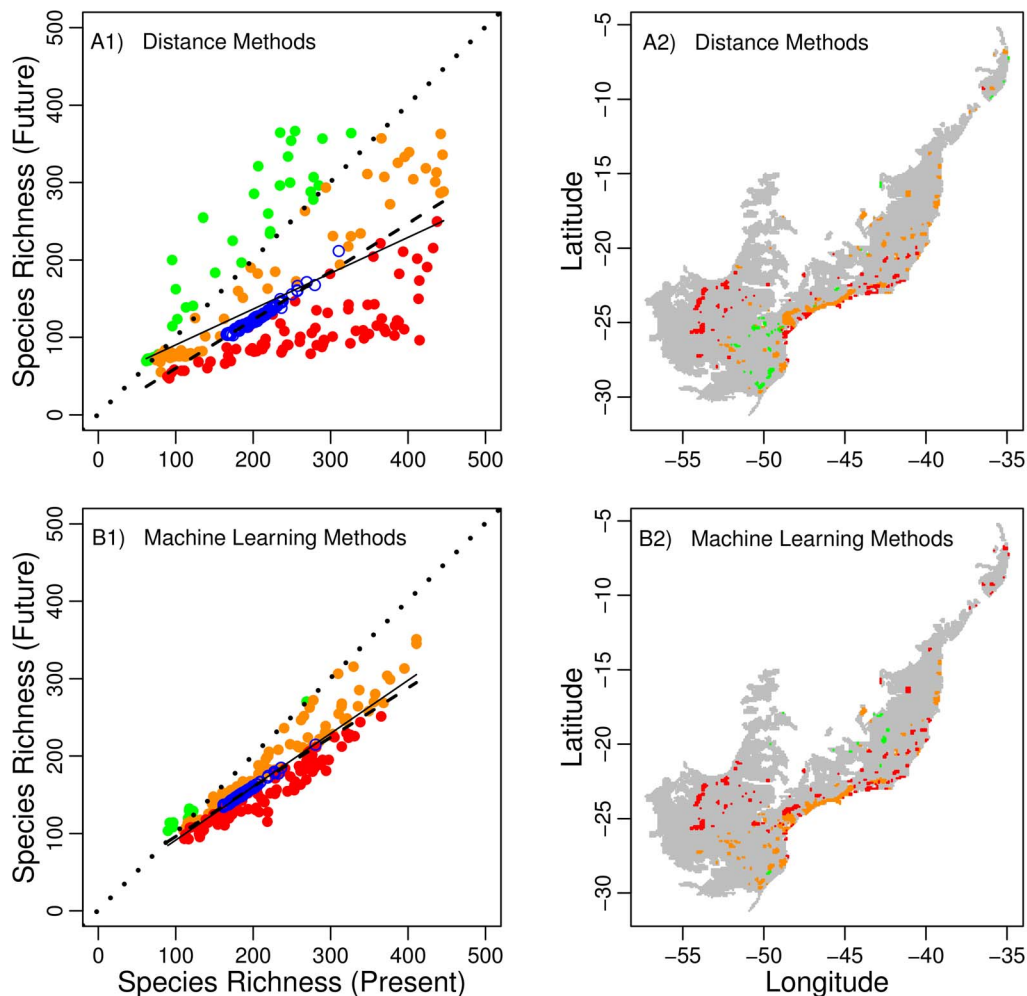 A1) Distance Methods
Species Richness (Future)
500
400
300
200
100
0
0 100 200 300 400 500
A2) Distance Methods
Latitude
−5
−10
−15
−20
−25
−30
−55 −50 −45 −40 −35
B1) Machine Learning Methods
Species Richness (Future)
500
400
300
200
100
0
0 100 200 300 400 500
Species Richness (Present)
B2) Machine Learning Methods
Latitude
−5
−10
−15
−20
−25
−30
−55 −50 −45 −40 −35
Longitude